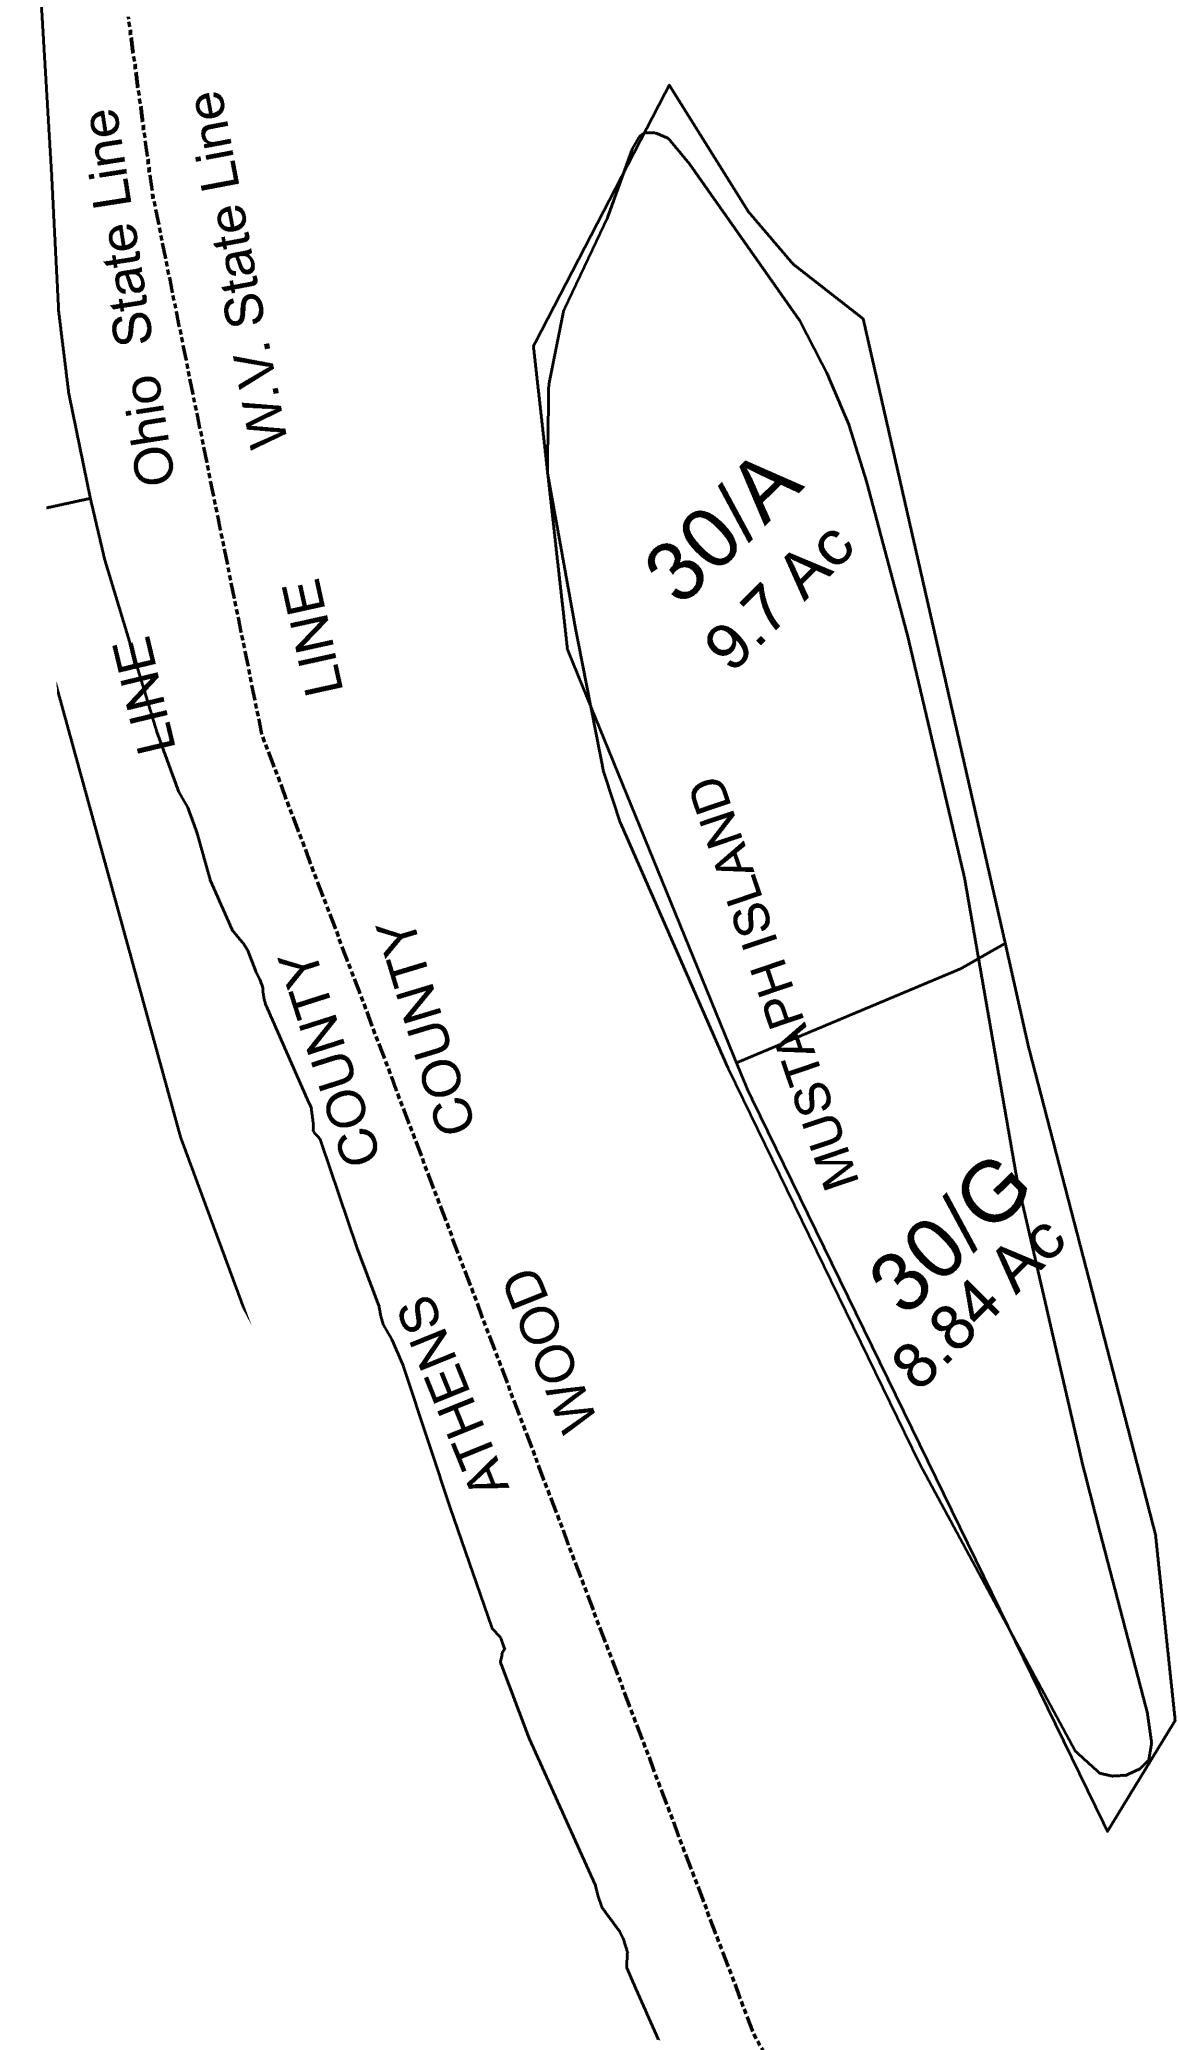 Ohio State Line
W.V. State Line
ATHENS COUNTY LINE
WOOD COUNTY LINE
30/A
9.7 Ac
MUSTAPH ISLAND
30/G
8.84 Ac